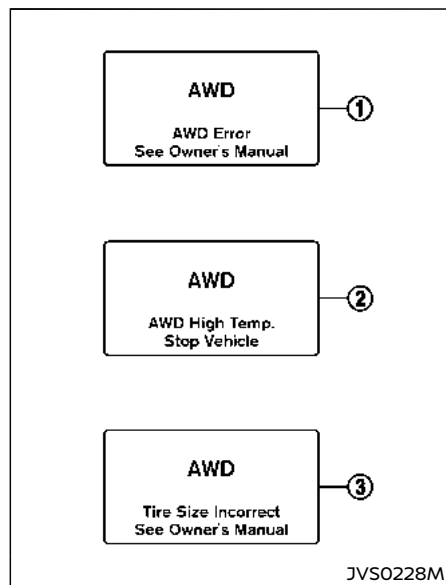 AWD
AWD Error
See Owner's Manual
1
AWD
AWD High Temp.
Stop Vehicle
2
AWD
Tire Size Incorrect
See Owner's Manual
3
JVS0228M